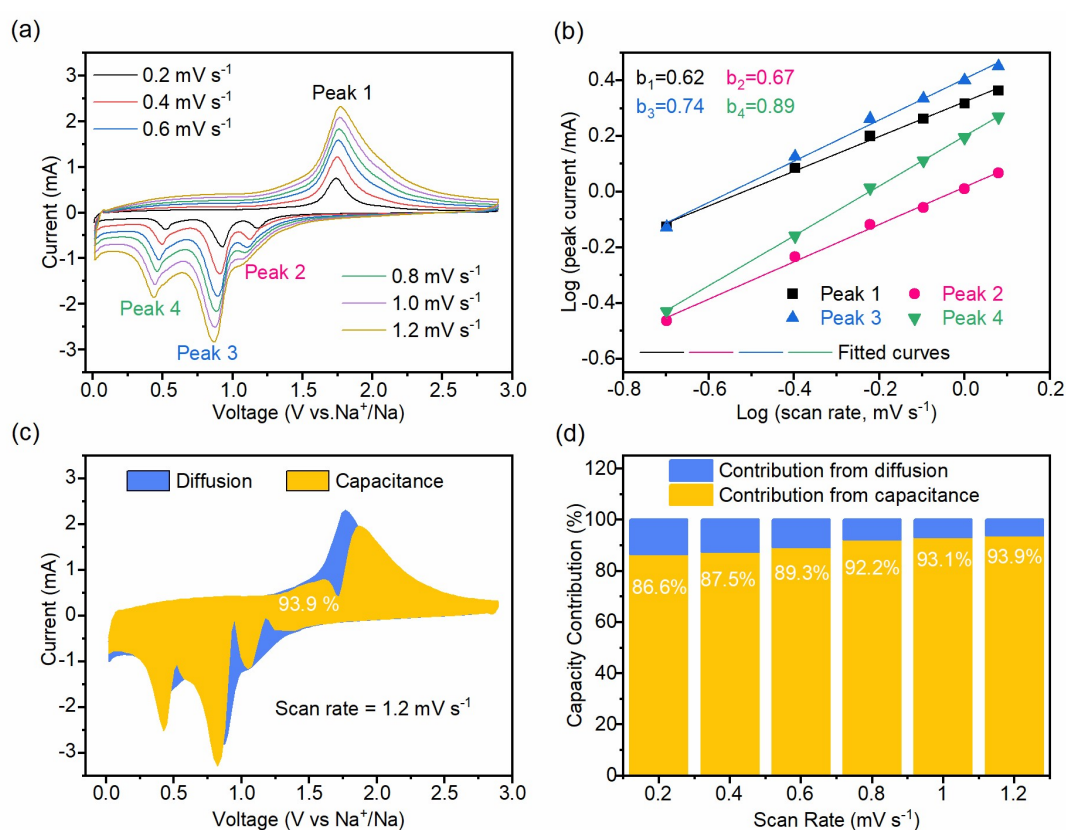 (a)
3
2
1
0
-1
-2
-3
Current (mA)
0.2 mV s⁻¹
0.4 mV s⁻¹
0.6 mV s⁻¹
Peak 1
Peak 2
Peak 4
Peak 3
0.8 mV s⁻¹
1.0 mV s⁻¹
1.2 mV s⁻¹
0.0 0.5 1.0 1.5 2.0 2.5 3.0
Voltage (V vs.Na⁺/Na)
(b)
0.4
0.2
0.0
-0.2
-0.4
-0.6
Log (peak current /mA)
b₁=0.62 b₂=0.67
b₃=0.74 b₄=0.89
Peak 1 Peak 2
Peak 3 Peak 4
Fitted curves
-0.8 -0.6 -0.4 -0.2 0.0 0.2
Log (scan rate, mV s⁻¹)
(c)
3
2
1
0
-1
-2
-3
Current (mA)
Diffusion Capacitance
93.9 %
Scan rate = 1.2 mV s⁻¹
0.0 0.5 1.0 1.5 2.0 2.5 3.0
Voltage (V vs Na⁺/Na)
(d)
120
100
80
60
40
20
0
Capacity Contribution (%)
Contribution from diffusion
Contribution from capacitance
86.6% 87.5% 89.3% 92.2% 93.1% 93.9%
0.2 0.4 0.6 0.8 1 1.2
Scan Rate (mV s⁻¹)